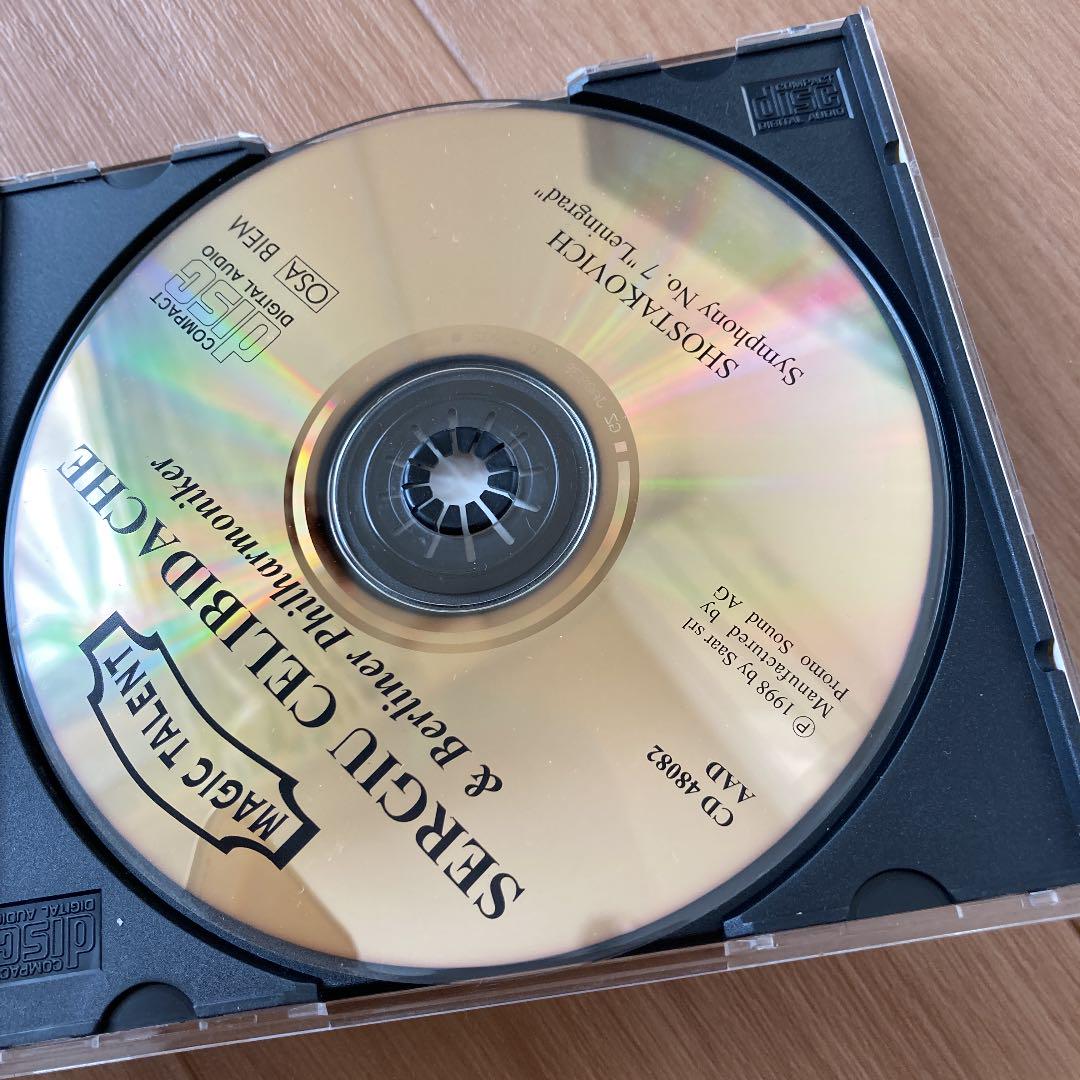 MAGIC TALENT
SERGIU CELIBIDACHE
& Berliner Philharmoniker
CD 48082
AAD
COMPACT
disc
DIGITAL AUDIO
OSA BIEM
℗ 1998 by Saar srl
Manufactured by
Promo Sound AG
SHOSTAKOVICH
Symphony No. 7 "Leningrad"
COMPACT
disc
DIGITAL AUDIO
COMPACT
disc
DIGITAL AUDIO